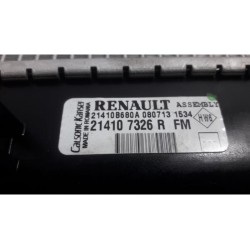 RENAULT ASSEMBLY
21410B680A 080713 1534
21410 7326 R FM
Calsonic Kansei
MADE IN ROMANIA